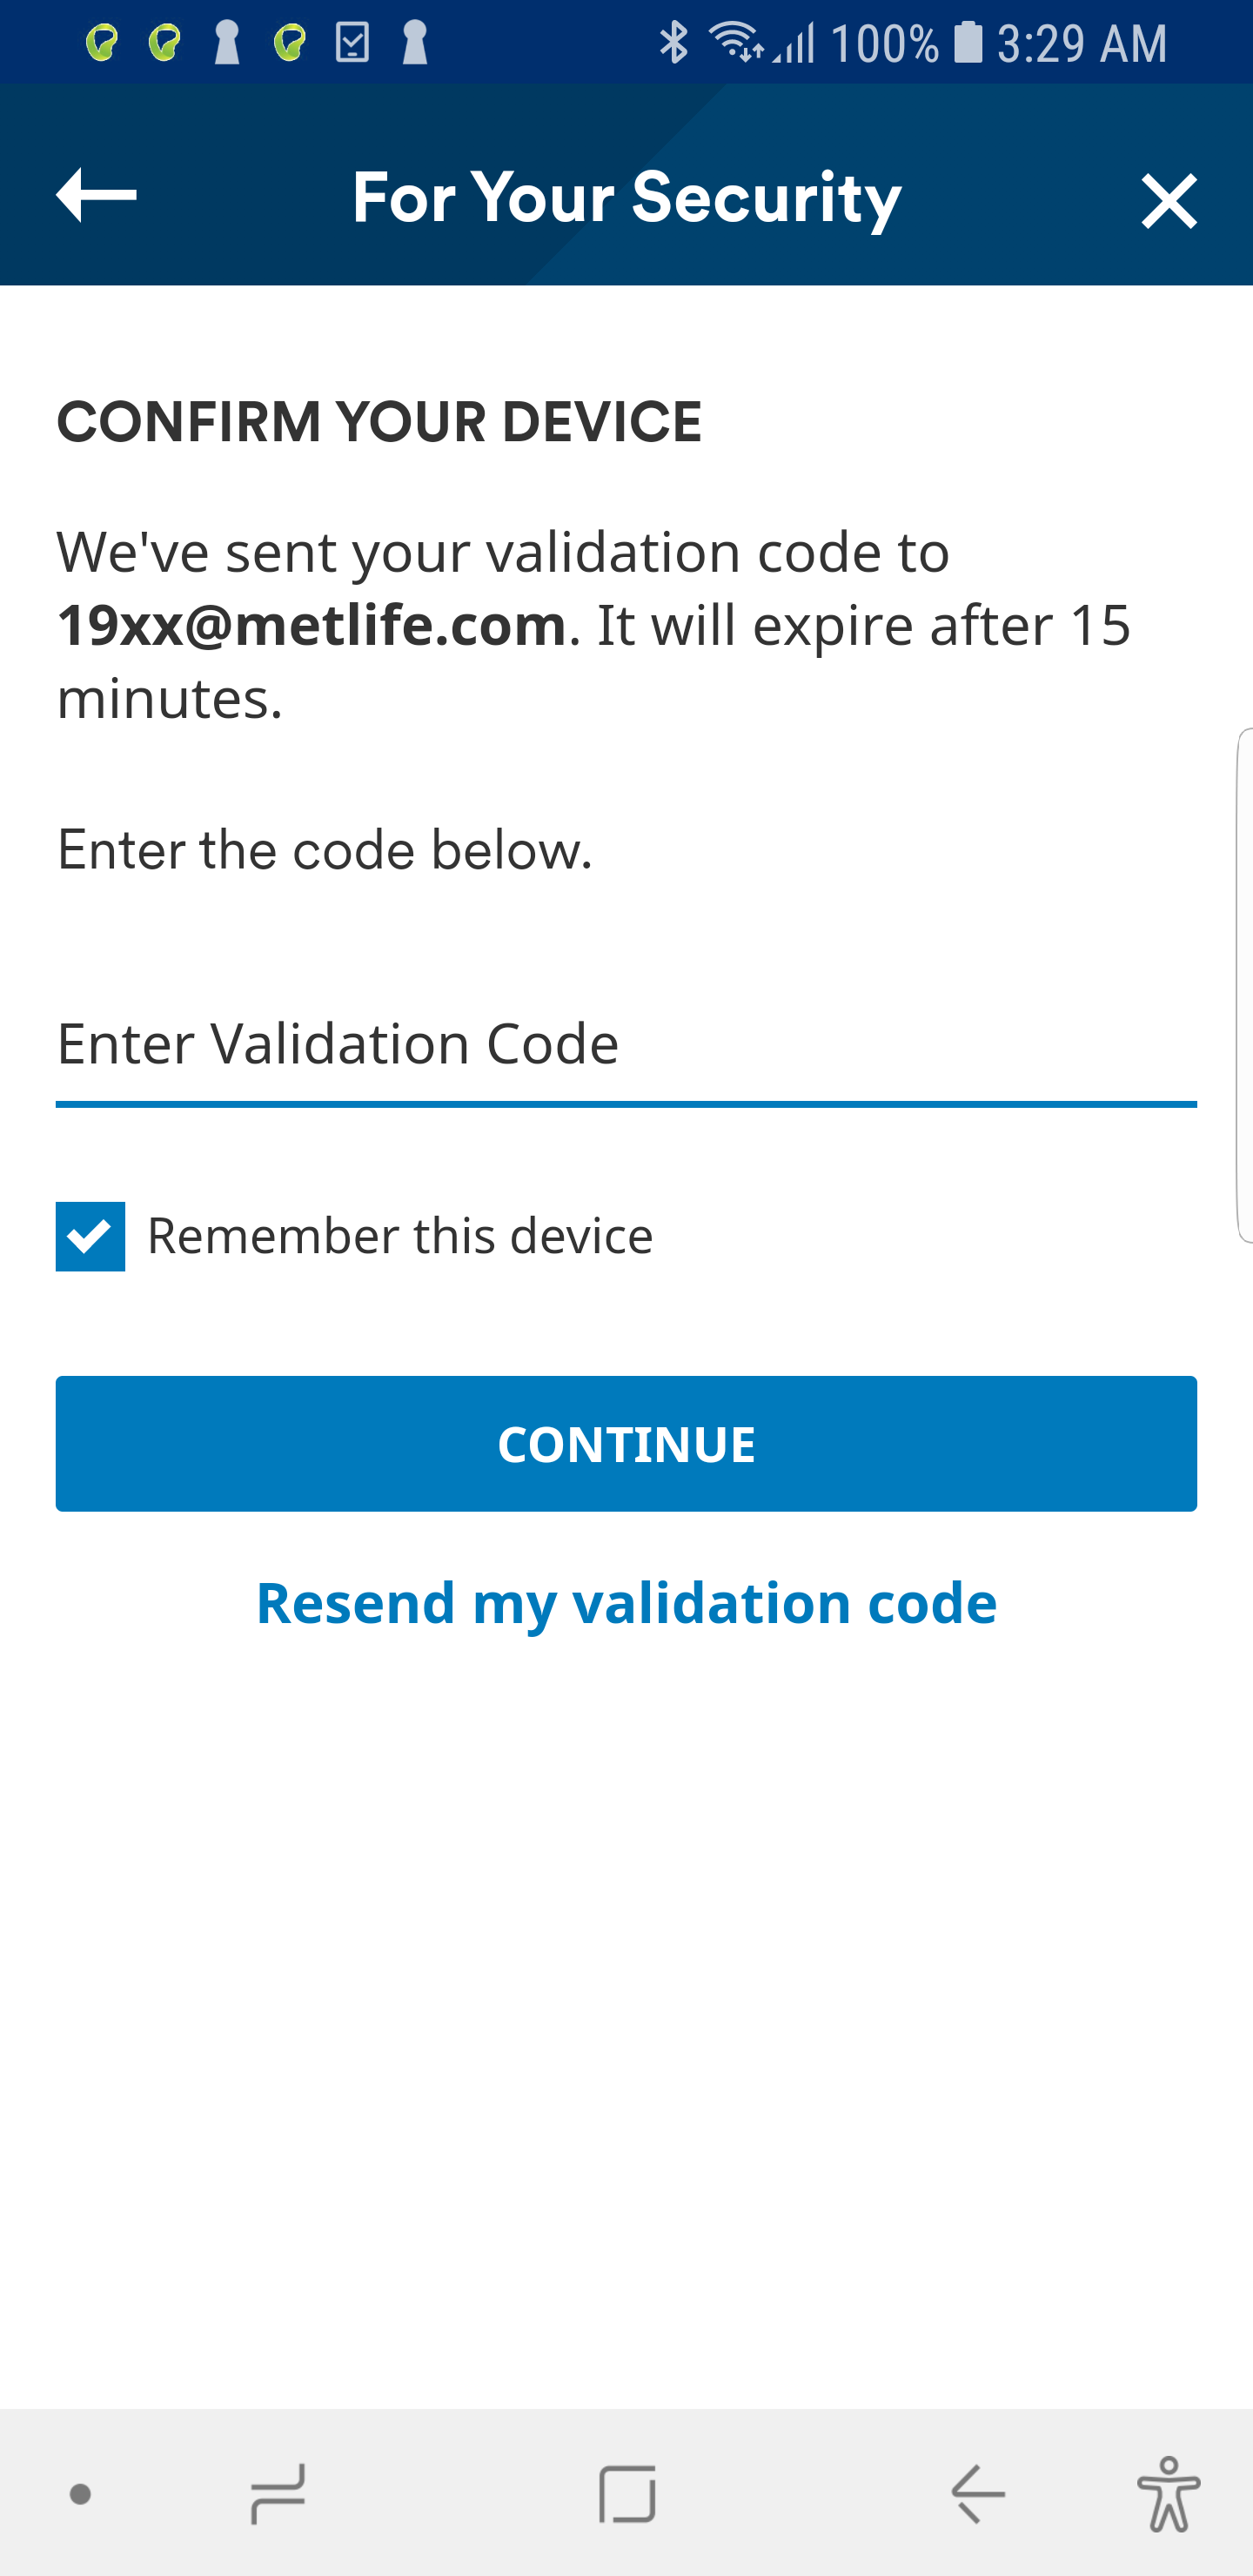 100% 3:29 AM
For Your Security
CONFIRM YOUR DEVICE
We've sent your validation code to
19xx@metlife.com. It will expire after 15
minutes.
Enter the code below.
Enter Validation Code
Remember this device
CONTINUE
Resend my validation code